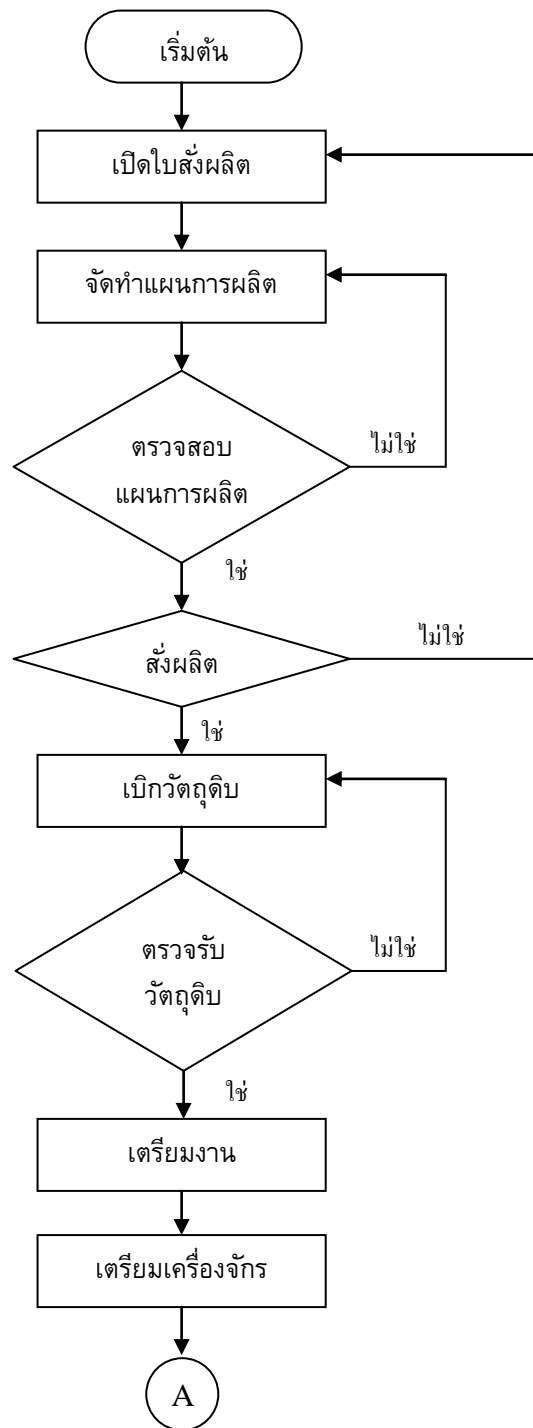 เริ่มต้น
เปิดใบสั่งผลิต
จัดทำแผนการผลิต
ตรวจสอบ
แผนการผลิต
ไม่ใช่
ใช่
สั่งผลิต
ไม่ใช่
ใช่
เบิกวัตถุดิบ
ตรวจรับ
วัตถุดิบ
ไม่ใช่
ใช่
เตรียมงาน
เตรียมเครื่องจักร
A